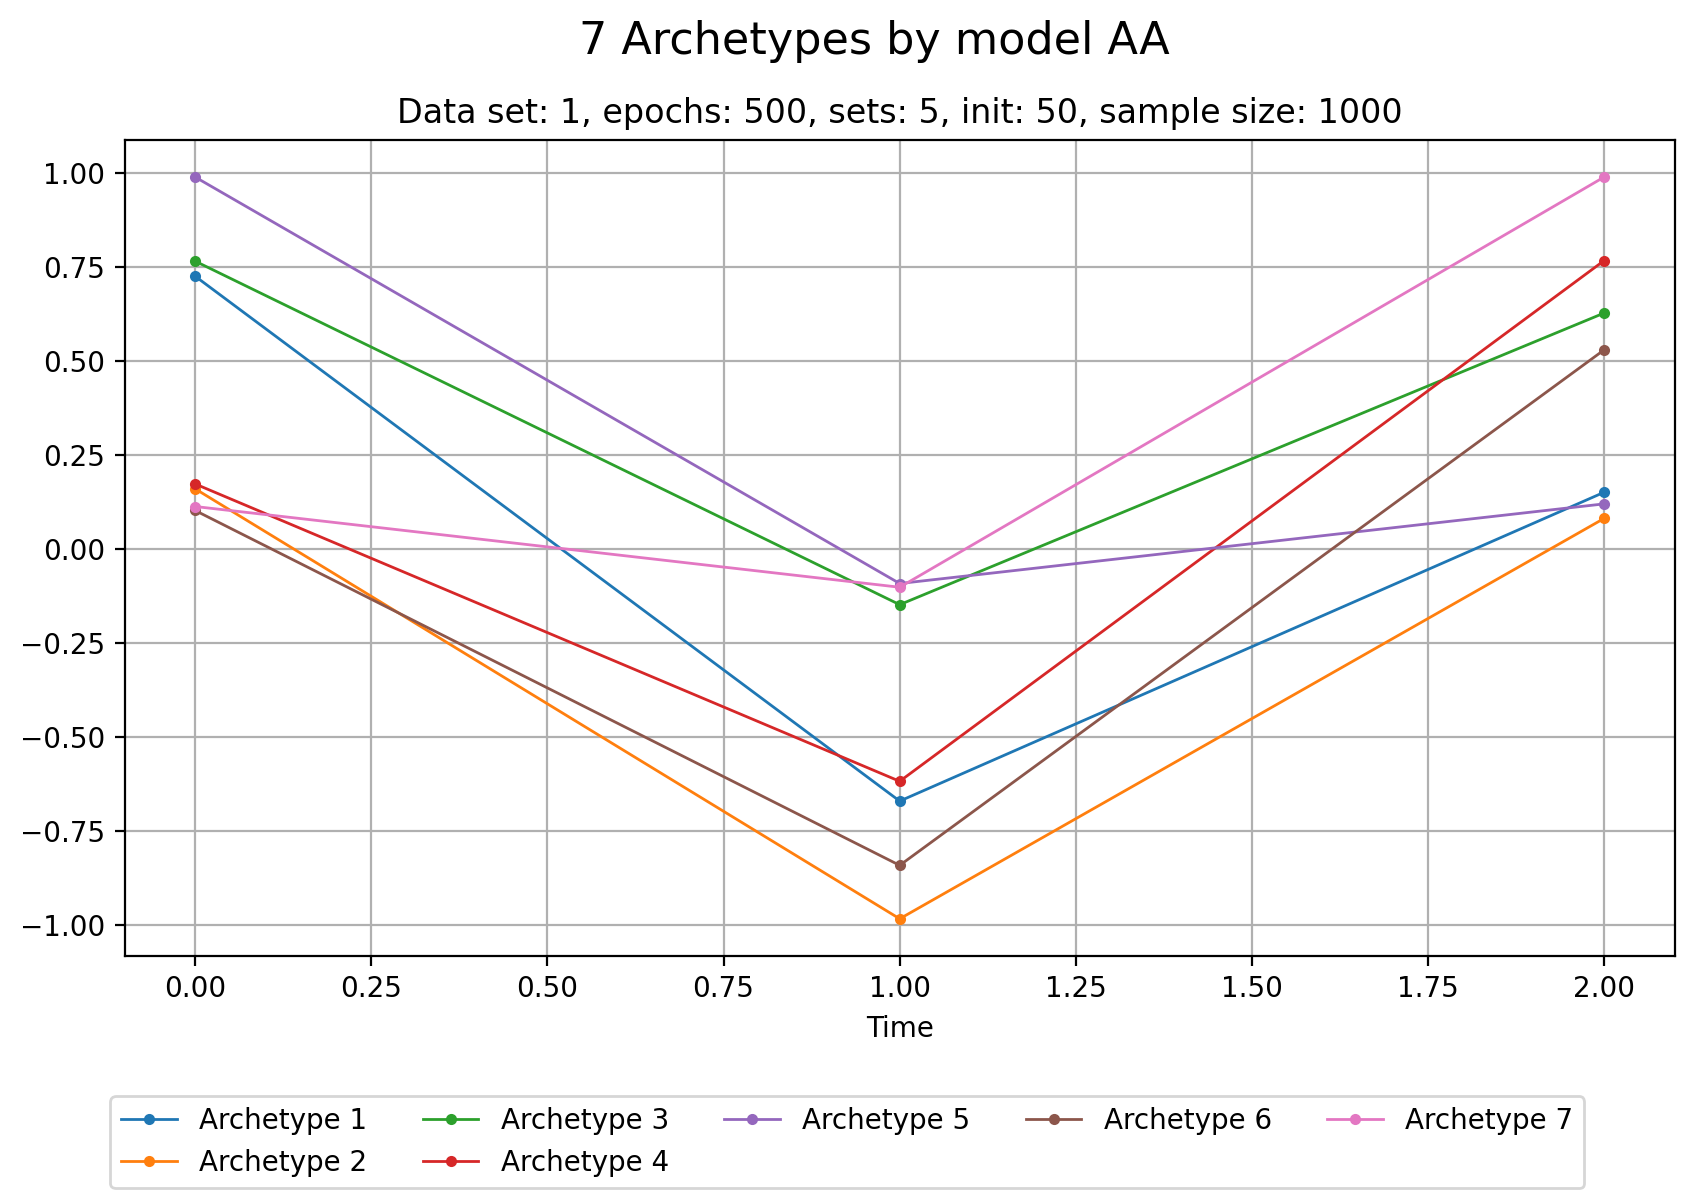 7 Archetypes by model AA
Data set: 1, epochs: 500, sets: 5, init: 50, sample size: 1000
1.00
0.75
0.50
0.25
0.00
−0.25
−0.50
−0.75
−1.00
0.00 0.25 0.50 0.75 1.00 1.25 1.50 1.75 2.00
Time
Archetype 1 Archetype 3 Archetype 5 Archetype 6 Archetype 7
Archetype 2 Archetype 4